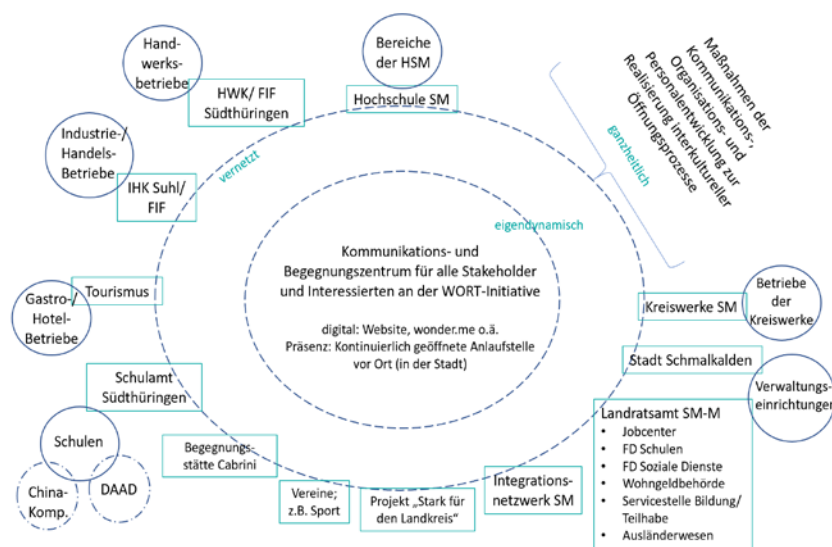 Hand-
werks-
betriebe
HWK/ FIF
Südthüringen
Bereiche
der HSM
Hochschule SM
Maßnahmen der
Kommunikations-,
Organisations- und
Personalentwicklung zur
Realisierung interkultureller
Öffnungsprozesse
ganzheitlich
Industrie-/
Handels-
Betriebe
IHK Suhl/
FIF
vernetzt
eigendynamisch
Kommunikations- und
Begegnungszentrum für alle Stakeholder
und Interessierten an der WORT-Initiative
digital: Website, wonder.me o.ä.
Präsenz: Kontinuierlich geöffnete Anlaufstelle
vor Ort (in der Stadt)
Gastro-/
Hotel-
Betriebe
Tourismus
Kreiswerke SM
Betriebe
der
Kreiswerke
Stadt Schmalkalden
Verwaltungs-
einrichtungen
Schulamt
Südthüringen
Schulen
China-
Komp.
DAAD
Begegnungs-
stätte Cabrini
Vereine;
z.B. Sport
Projekt „Stark für
den Landkreis"
Integrations-
netzwerk SM
Landratsamt SM-M
• Jobcenter
• FD Schulen
• FD Soziale Dienste
• Wohngeldbehörde
• Servicestelle Bildung/
Teilhabe
• Ausländerwesen